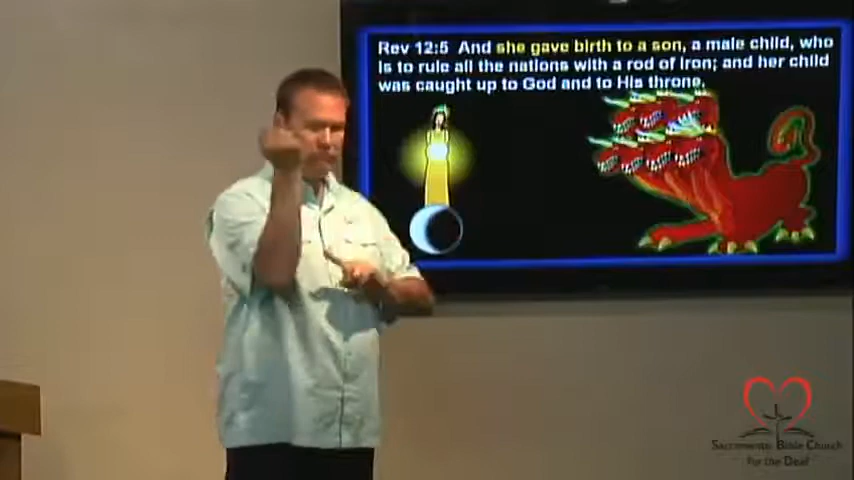 Rev 12:5 And she gave birth to a son, a male child, who
is to rule all the nations with a rod of iron; and her child
was caught up to God and to His throne,
Sacramento Bible Church
for the Deaf